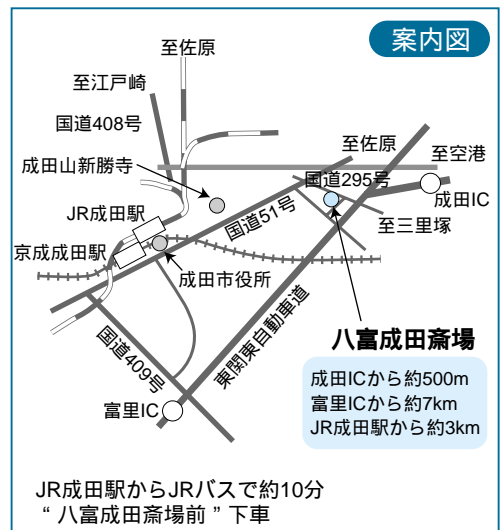 案内図
至佐原
至江戸崎
国道408号
至佐原
至空港
成田山新勝寺
国道295号
成田IC
JR成田駅
国道51号
至三里塚
京成成田駅
成田市役所
東関東自動車道
国道409号
八富成田斎場
成田ICから約500m
富里ICから約7km
JR成田駅から約3km
富里IC
JR成田駅からJRバスで約10分
“ 八富成田斎場前 ” 下車